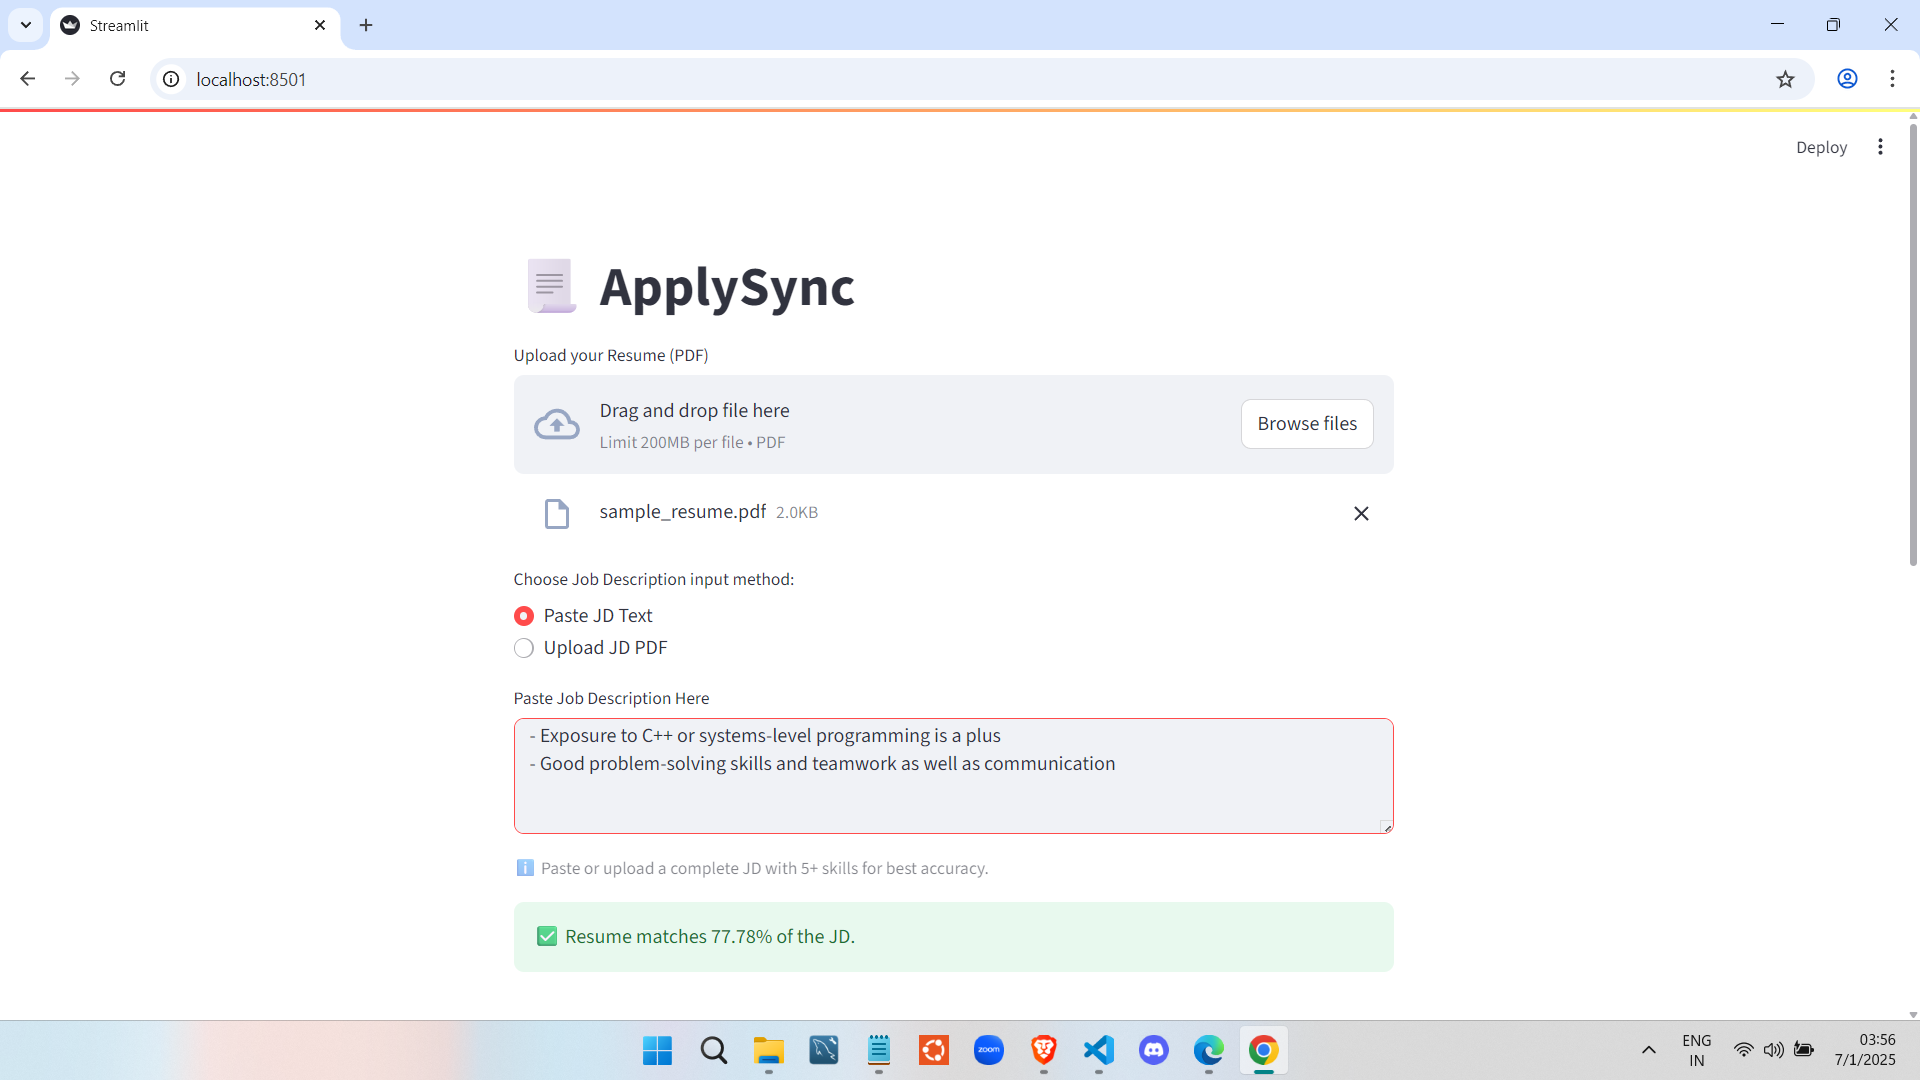 Streamlit
localhost:8501
Deploy
ApplySync
Upload your Resume (PDF)
Drag and drop file here
Limit 200MB per file • PDF
Browse files
sample_resume.pdf 2.0KB
Choose Job Description input method:
Paste JD Text
Upload JD PDF
Paste Job Description Here
- Exposure to C++ or systems-level programming is a plus
- Good problem-solving skills and teamwork as well as communication
Paste or upload a complete JD with 5+ skills for best accuracy.
Resume matches 77.78% of the JD.
zoom
ENG
IN
03:56
7/1/2025